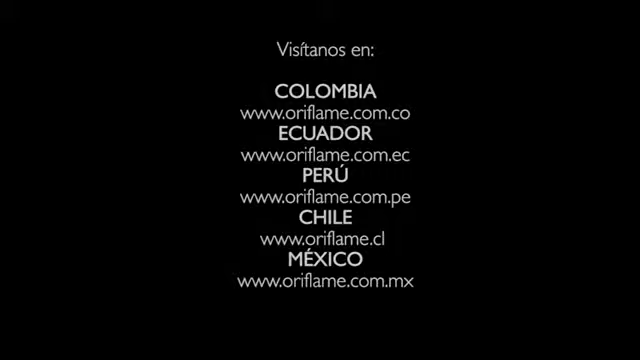 Visítanos en:
COLOMBIA
www.oriflame.com.co
ECUADOR
www.oriflame.com.ec
PERÚ
www.oriflame.com.pe
CHILE
www.oriflame.cl
MÉXICO
www.oriflame.com.mx